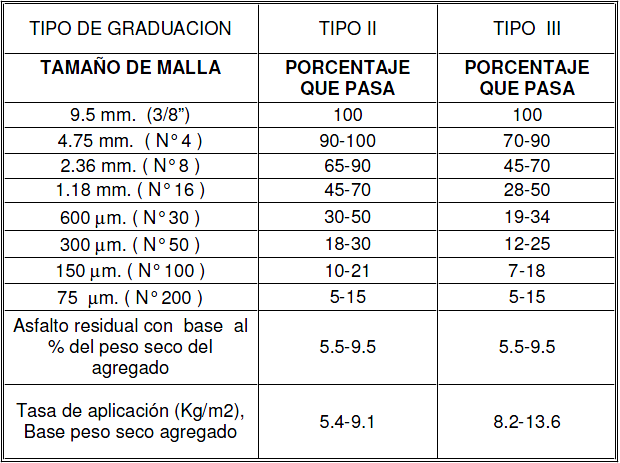 TIPO DE GRADUACION TIPO II TIPO III
TAMAÑO DE MALLA PORCENTAJE QUE PASA PORCENTAJE QUE PASA
9.5 mm. (3/8”) 100 100
4.75 mm. ( N° 4 ) 90-100 70-90
2.36 mm. ( N° 8 ) 65-90 45-70
1.18 mm. ( N° 16 ) 45-70 28-50
600 µm. ( N° 30 ) 30-50 19-34
300 µm. ( N° 50 ) 18-30 12-25
150 µm. ( N° 100 ) 10-21 7-18
75 µm. ( N° 200 ) 5-15 5-15
Asfalto residual con base al
% del peso seco del
agregado
5.5-9.5 5.5-9.5
Tasa de aplicación (Kg/m2),
Base peso seco agregado
5.4-9.1 8.2-13.6